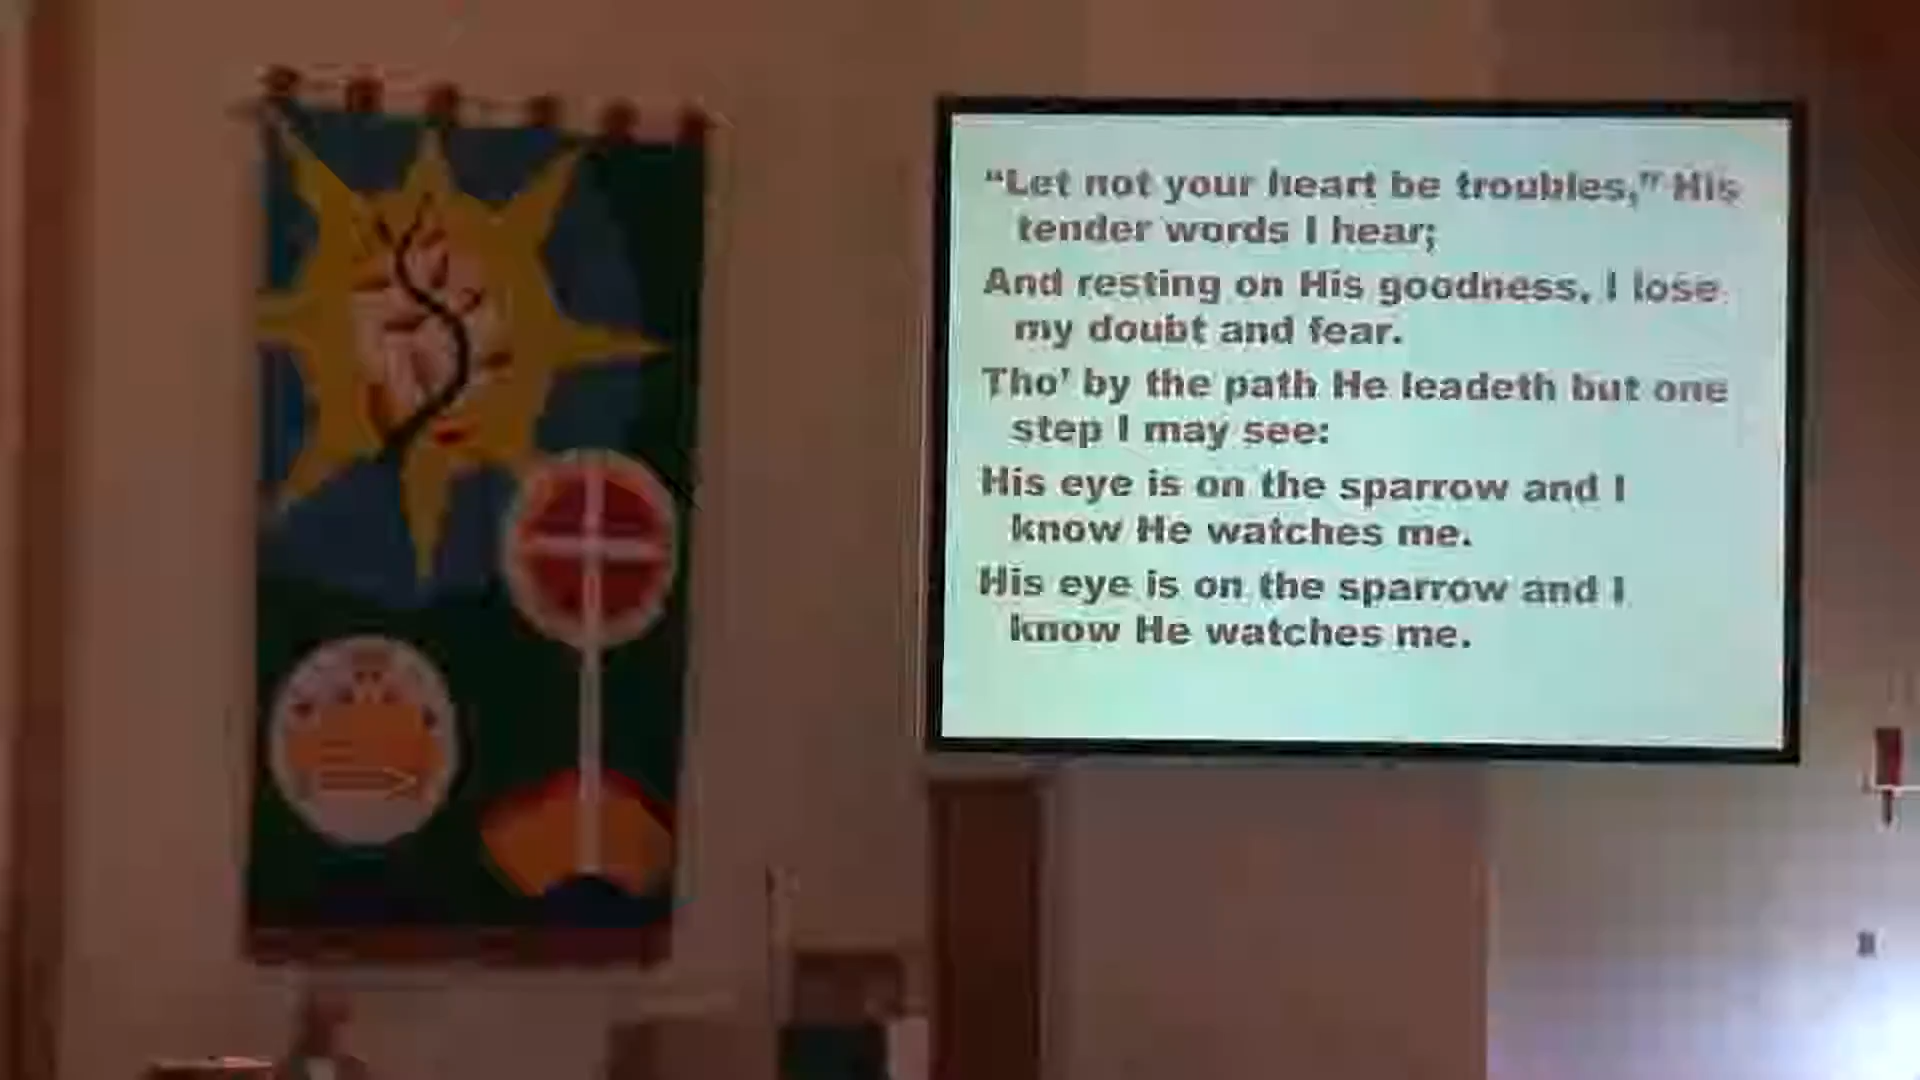 “Let not your heart be troubles,” His
tender words I hear;
And resting on His goodness, I lose
my doubt and fear.
Tho’ by the path He leadeth but one
step I may see:
His eye is on the sparrow and I
know He watches me.
His eye is on the sparrow and I
know He watches me.